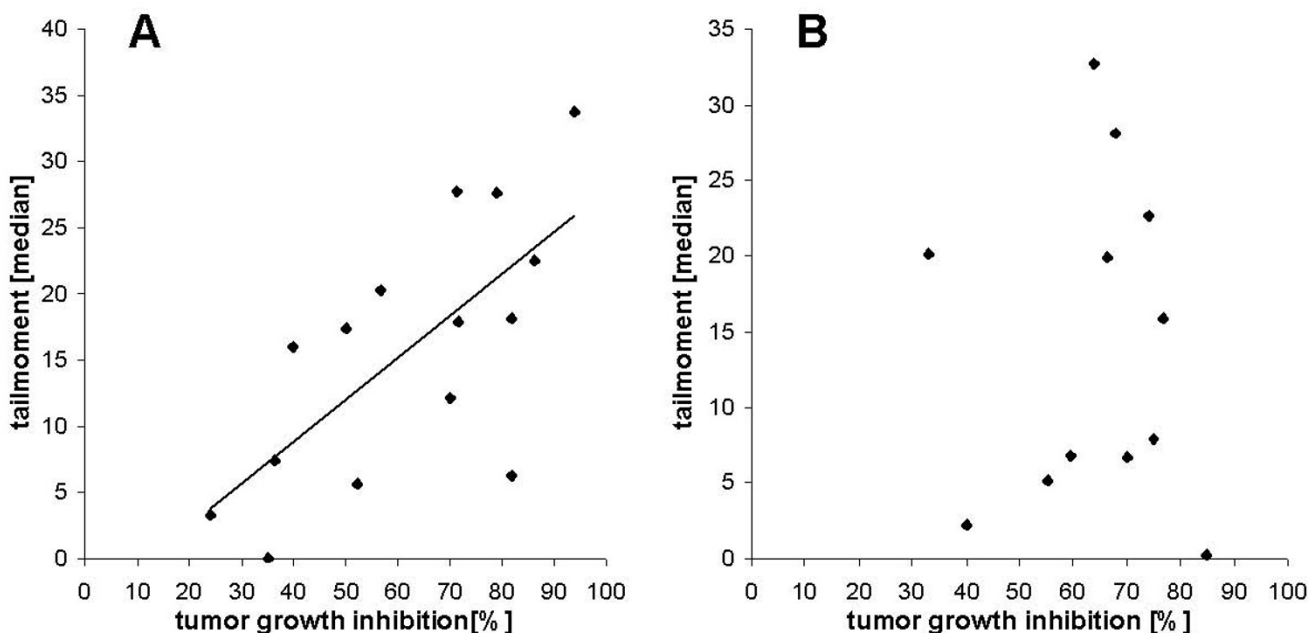 A
tailmoment [median]
40
35
30
25
20
15
10
5
0
0 10 20 30 40 50 60 70 80 90 100
tumor growth inhibition[% ]
B
tailmoment [median]
35
30
25
20
15
10
5
0
0 10 20 30 40 50 60 70 80 90 100
tumor growth inhibition [% ]